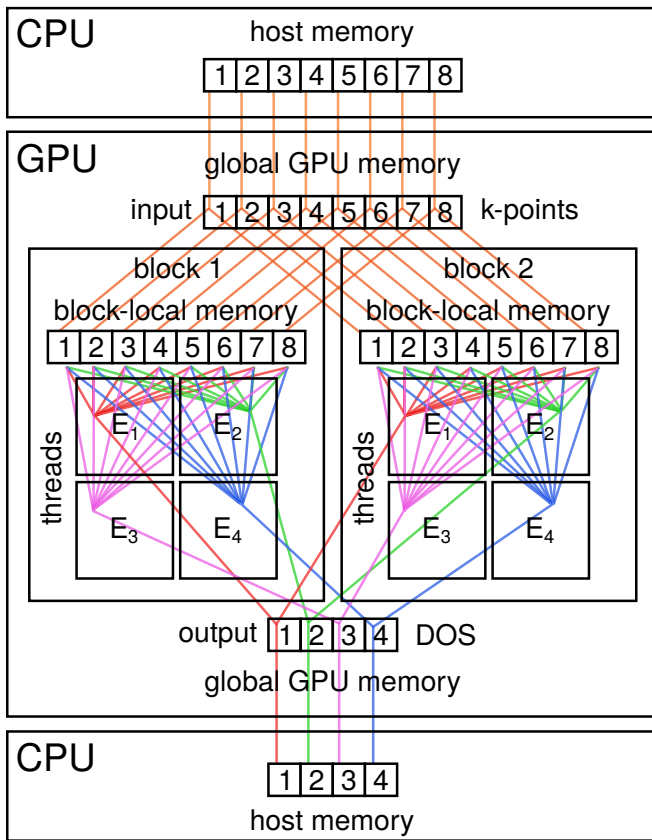 CPU
host memory
1 2 3 4 5 6 7 8
GPU
global GPU memory
input 1 2 3 4 5 6 7 8 k-points
block 1
block-local memory
1 2 3 4 5 6 7 8
threads
E1 E2
E3 E4
block 2
block-local memory
1 2 3 4 5 6 7 8
threads
E1 E2
E3 E4
output 1 2 3 4 DOS
global GPU memory
CPU
1 2 3 4
host memory